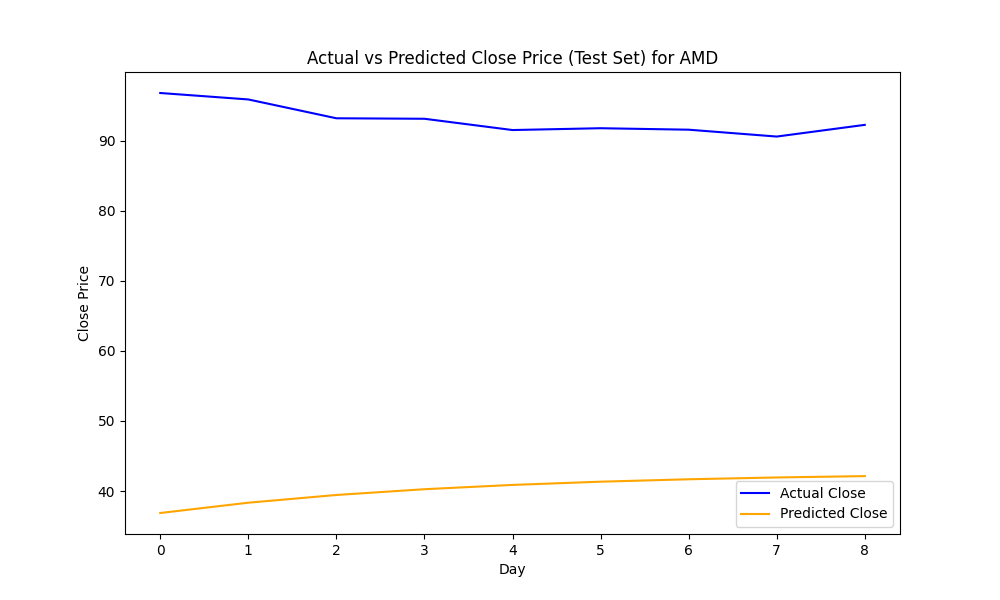 Actual vs Predicted Close Price (Test Set) for AMD
Close Price
90
80
70
60
50
40
0 1 2 3 4 5 6 7 8
Day
Actual Close
Predicted Close